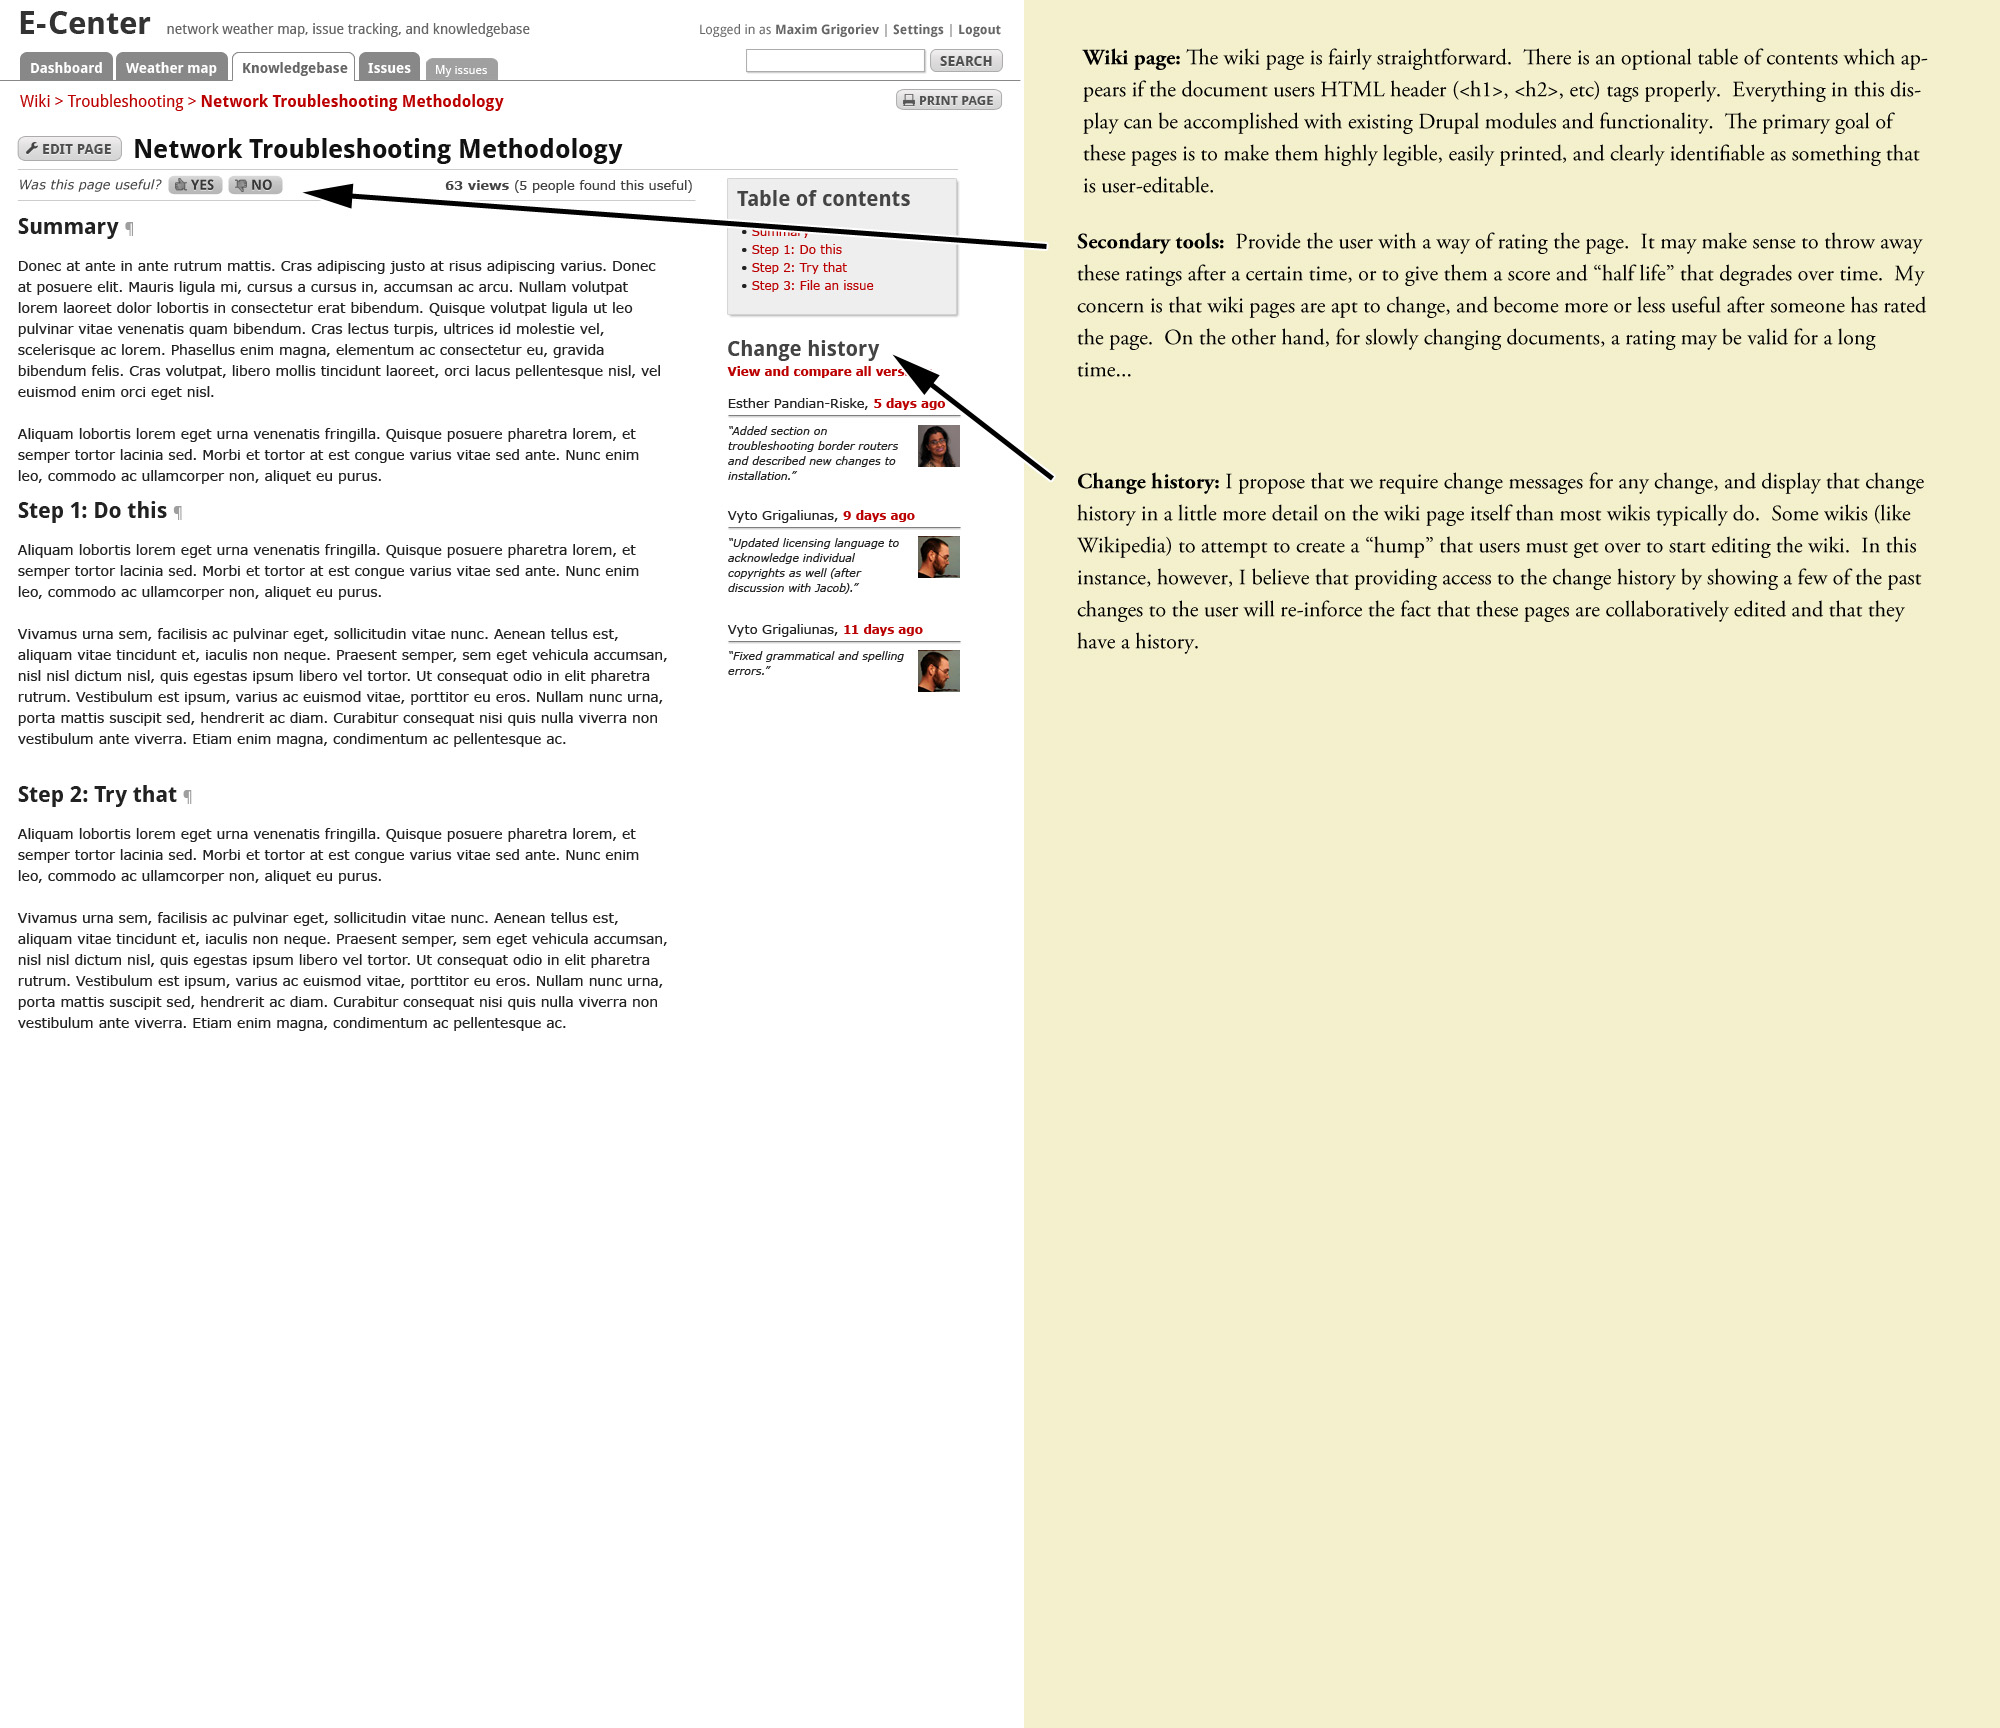 E-Center network weather map, issue tracking, and knowledgebase
Logged in as Maxim Grigoriev | Settings | Logout
Dashboard Weather map Knowledgebase Issues My issues
SEARCH
Wiki > Troubleshooting > Network Troubleshooting Methodology
PRINT PAGE
EDIT PAGE Network Troubleshooting Methodology
Was this page useful? YES NO 63 views (5 people found this useful)
Summary ¶
Donec at ante in ante rutrum mattis. Cras adipiscing justo at risus adipiscing varius. Donec
at posuere elit. Mauris ligula mi, cursus a cursus in, accumsan ac arcu. Nullam volutpat
lorem laoreet dolor lobortis in consectetur erat bibendum. Quisque volutpat ligula ut leo
pulvinar vitae venenatis quam bibendum. Cras lectus turpis, ultrices id molestie vel,
scelerisque ac lorem. Phasellus enim magna, elementum ac consectetur eu, gravida
bibendum felis. Cras volutpat, libero mollis tincidunt laoreet, orci lacus pellentesque nisl, vel
euismod enim orci eget nisl.
Aliquam lobortis lorem eget urna venenatis fringilla. Quisque posuere pharetra lorem, et
semper tortor lacinia sed. Morbi et tortor at est congue varius vitae sed ante. Nunc enim
leo, commodo ac ullamcorper non, aliquet eu purus.
Step 1: Do this ¶
Aliquam lobortis lorem eget urna venenatis fringilla. Quisque posuere pharetra lorem, et
semper tortor lacinia sed. Morbi et tortor at est congue varius vitae sed ante. Nunc enim
leo, commodo ac ullamcorper non, aliquet eu purus.
Vivamus urna sem, facilisis ac pulvinar eget, sollicitudin vitae nunc. Aenean tellus est,
aliquam vitae tincidunt et, iaculis non neque. Praesent semper, sem eget vehicula accumsan,
nisl nisl dictum nisl, quis egestas ipsum libero vel tortor. Ut consequat odio in elit pharetra
rutrum. Vestibulum est ipsum, varius ac euismod vitae, porttitor eu eros. Nullam nunc urna,
porta mattis suscipit sed, hendrerit ac diam. Curabitur consequat nisi quis nulla viverra non
vestibulum ante viverra. Etiam enim magna, condimentum ac pellentesque ac.
Step 2: Try that ¶
Aliquam lobortis lorem eget urna venenatis fringilla. Quisque posuere pharetra lorem, et
semper tortor lacinia sed. Morbi et tortor at est congue varius vitae sed ante. Nunc enim
leo, commodo ac ullamcorper non, aliquet eu purus.
Vivamus urna sem, facilisis ac pulvinar eget, sollicitudin vitae nunc. Aenean tellus est,
aliquam vitae tincidunt et, iaculis non neque. Praesent semper, sem eget vehicula accumsan,
nisl nisl dictum nisl, quis egestas ipsum libero vel tortor. Ut consequat odio in elit pharetra
rutrum. Vestibulum est ipsum, varius ac euismod vitae, porttitor eu eros. Nullam nunc urna,
porta mattis suscipit sed, hendrerit ac diam. Curabitur consequat nisi quis nulla viverra non
vestibulum ante viverra. Etiam enim magna, condimentum ac pellentesque ac.
Table of contents
• Summary
• Step 1: Do this
• Step 2: Try that
• Step 3: File an issue
Change history
View and compare all vers
Esther Pandian-Riske, 5 days ago
“Added section on
troubleshooting border routers
and described new changes to
installation.”
Vyto Grigaliunas, 9 days ago
“Updated licensing language to
acknowledge individual
copyrights as well (after
discussion with Jacob).”
Vyto Grigaliunas, 11 days ago
“Fixed grammatical and spelling
errors.”
Wiki page: The wiki page is fairly straightforward. There is an optional table of contents which ap-
pears if the document users HTML header (<h1>, <h2>, etc) tags properly. Everything in this dis-
play can be accomplished with existing Drupal modules and functionality. The primary goal of
these pages is to make them highly legible, easily printed, and clearly identifiable as something that
is user-editable.
Secondary tools: Provide the user with a way of rating the page. It may make sense to throw away
these ratings after a certain time, or to give them a score and “half life” that degrades over time. My
concern is that wiki pages are apt to change, and become more or less useful after someone has rated
the page. On the other hand, for slowly changing documents, a rating may be valid for a long
time...
Change history: I propose that we require change messages for any change, and display that change
history in a little more detail on the wiki page itself than most wikis typically do. Some wikis (like
Wikipedia) to attempt to create a “hump” that users must get over to start editing the wiki. In this
instance, however, I believe that providing access to the change history by showing a few of the past
changes to the user will re-inforce the fact that these pages are collaboratively edited and that they
have a history.